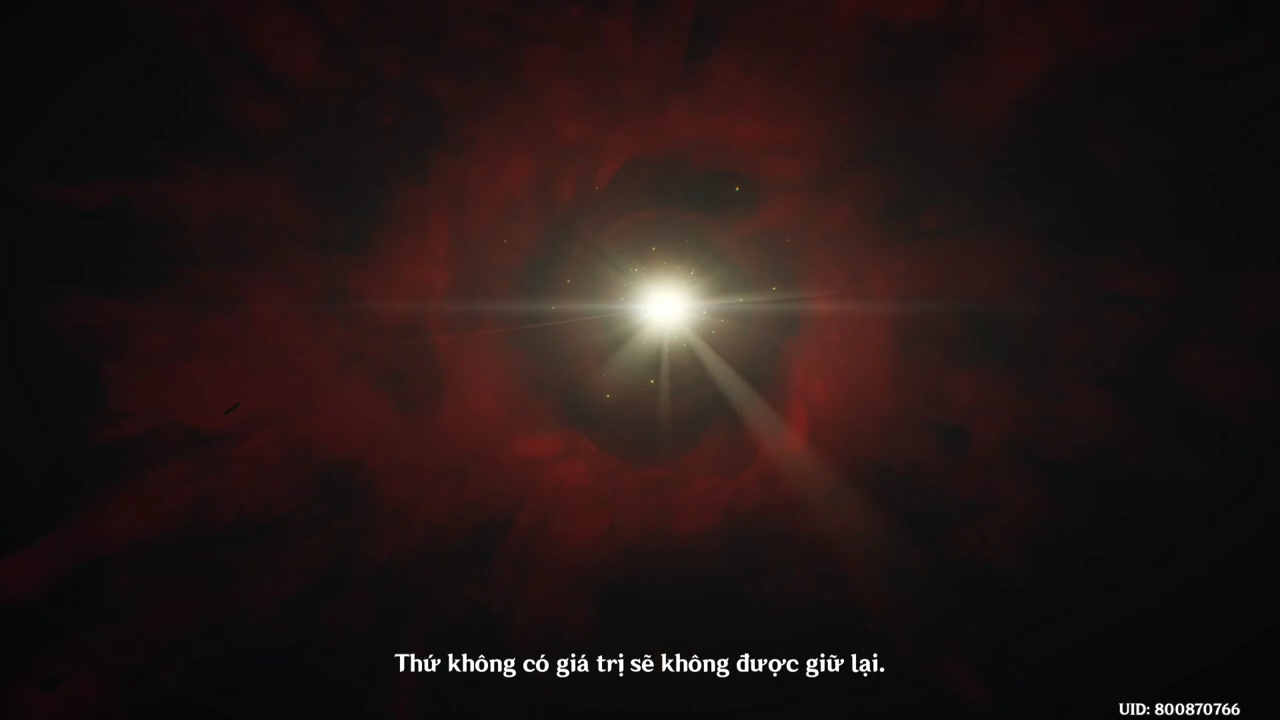 Thứ không có giá trị sẽ không được giữ lại.
UID: 800870766